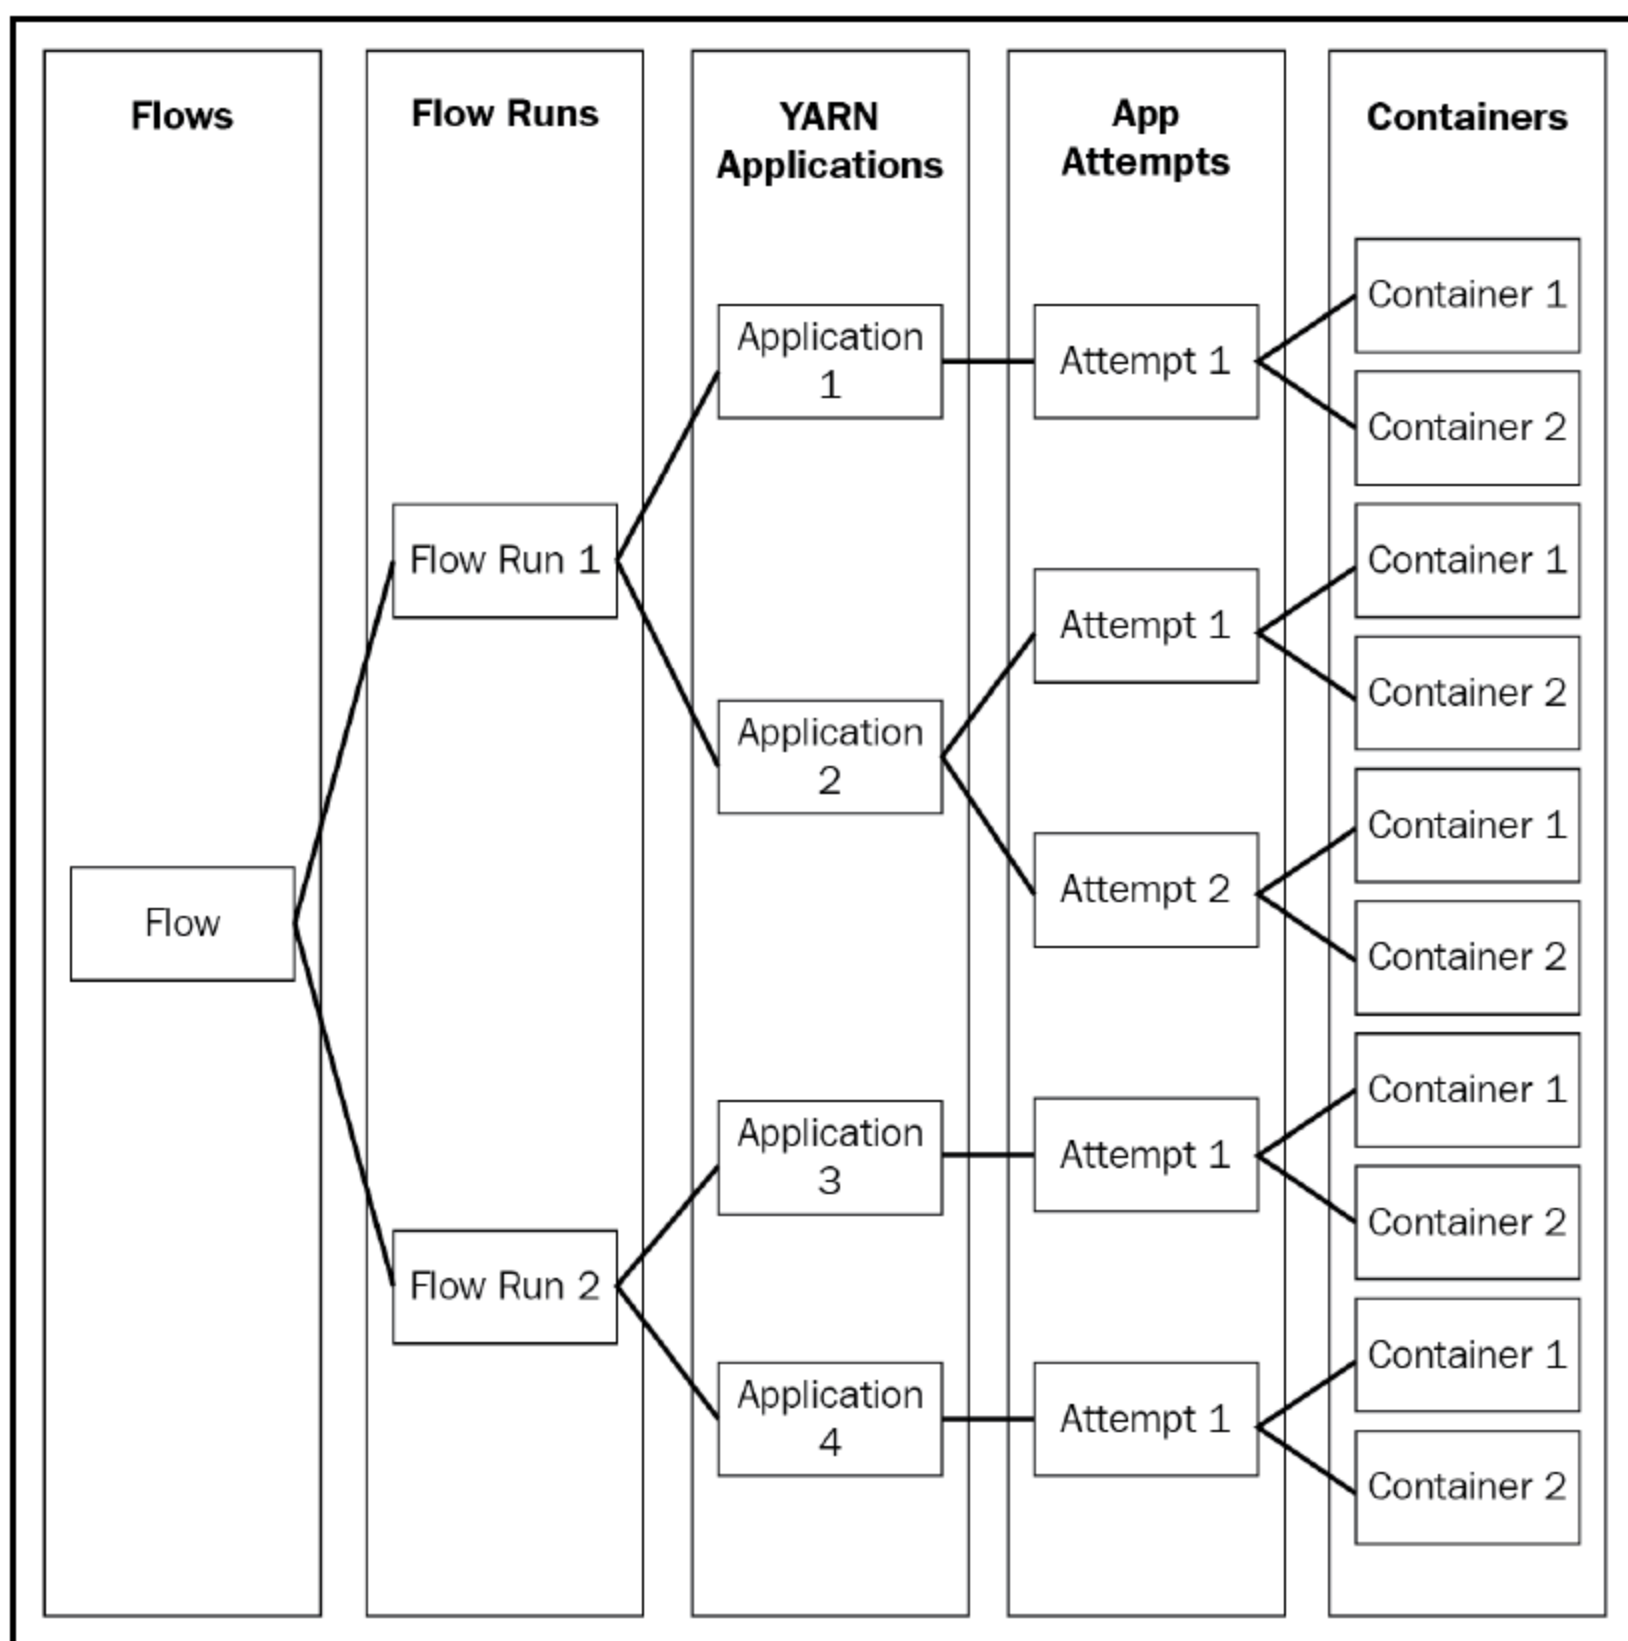 Flows
Flow Runs
YARN
Applications
App
Attempts
Containers
Flow
Flow Run 1
Flow Run 2
Application
1
Application
2
Application
3
Application
4
Attempt 1
Attempt 1
Attempt 2
Attempt 1
Attempt 1
Container 1
Container 2
Container 1
Container 2
Container 1
Container 2
Container 1
Container 2
Container 1
Container 2